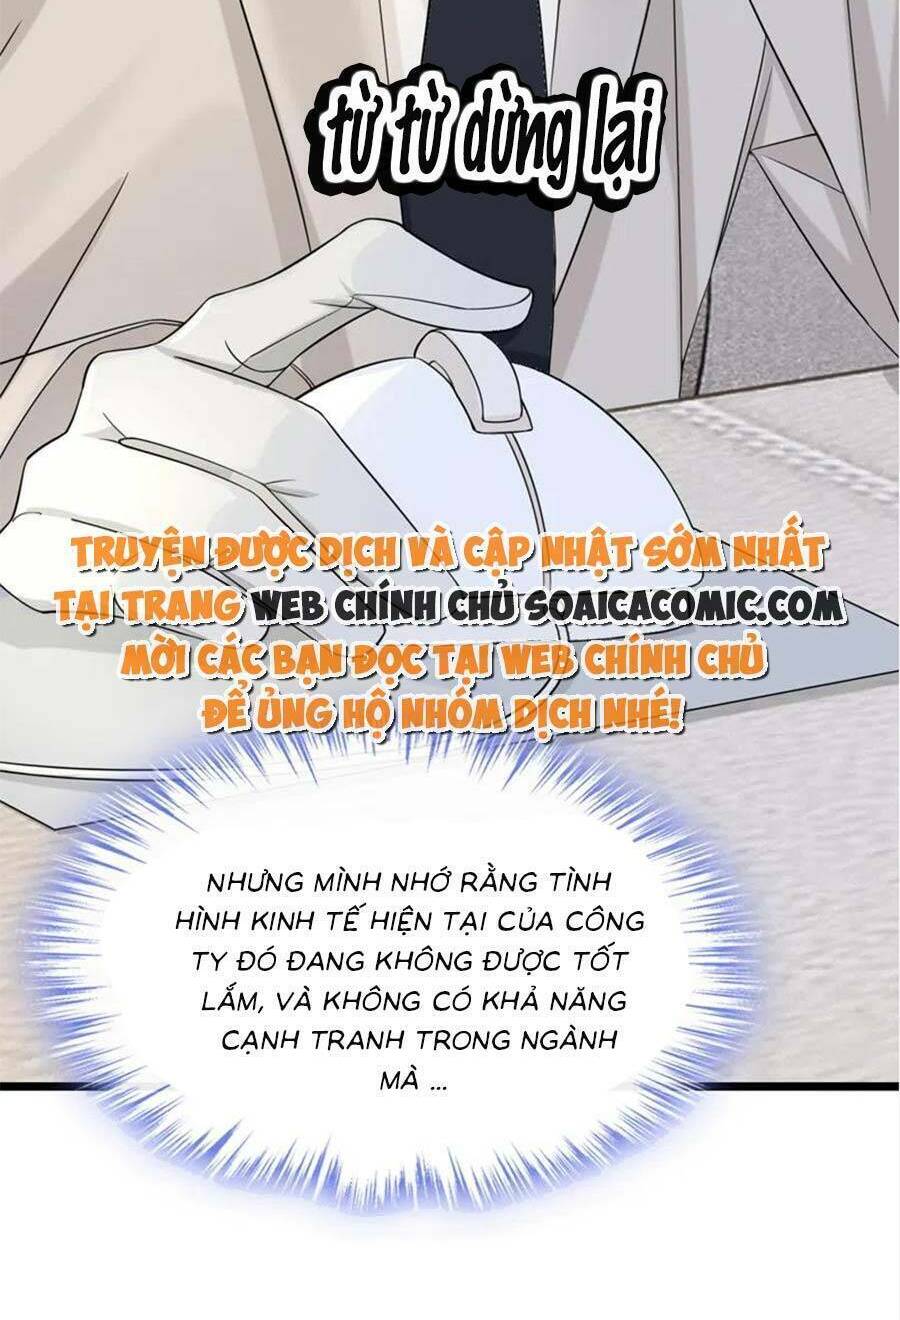 từ từ dừng lại
TRUYỆN ĐƯỢC DỊCH VÀ CẬP NHẬT SỚM NHẤT
TẠI TRANG WEB CHÍNH CHỦ SOAICACOMIC.COM
MỜI CÁC BẠN ĐỌC TẠI WEB CHÍNH CHỦ
ĐỂ ỦNG HỘ NHÓM DỊCH NHÉ!
NHƯNG MÌNH NHỚ RẰNG TÌNH
HÌNH KINH TẾ HIỆN TẠI CỦA CÔNG
TY ĐÓ ĐANG KHÔNG ĐƯỢC TỐT
LẮM, VÀ KHÔNG CÓ KHẢ NĂNG
CẠNH TRANH TRONG NGÀNH
MÀ ...